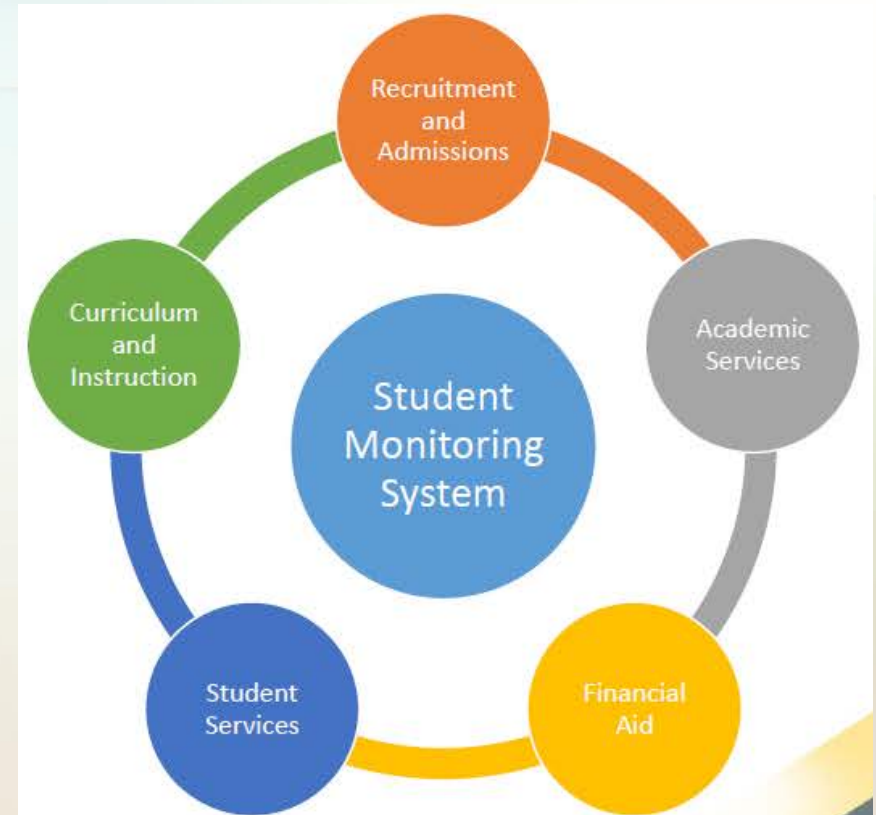 Recruitment
and
Admissions
Academic
Services
Financial
Aid
Student
Services
Curriculum
and
Instruction
Student
Monitoring
System